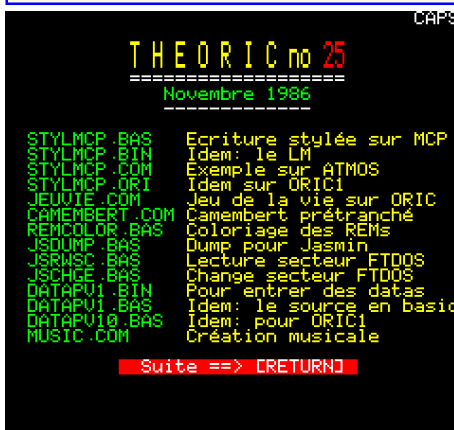 CAPS
T H E O R I C no 25
====================
Novembre 1986
--------------
STYLMCP.BAS Ecriture stylée sur MCP
STYLMCP.BIN Idem: le LM
STYLMCP.COM Exemple sur ATMOS
STYLMCP.ORI Idem sur ORIC1
JEUVIE.COM Jeu de la vie sur ORIC
CAMEMBERT.COM Camembert prétranché
REMCOLOR.BAS Coloriage des REMs
JSDUMP.BAS Dump pour Jasmin
JSRWSC.BAS Lecture secteur FTDOS
JSCHGE.BAS Change secteur FTDOS
DATAPV1.BIN Pour entrer des datas
DATAPV1.BAS Idem: le source en basic
DATAPV10.BAS Idem: pour ORIC1
MUSIC.COM Création musicale
Suite ==> [RETURN]